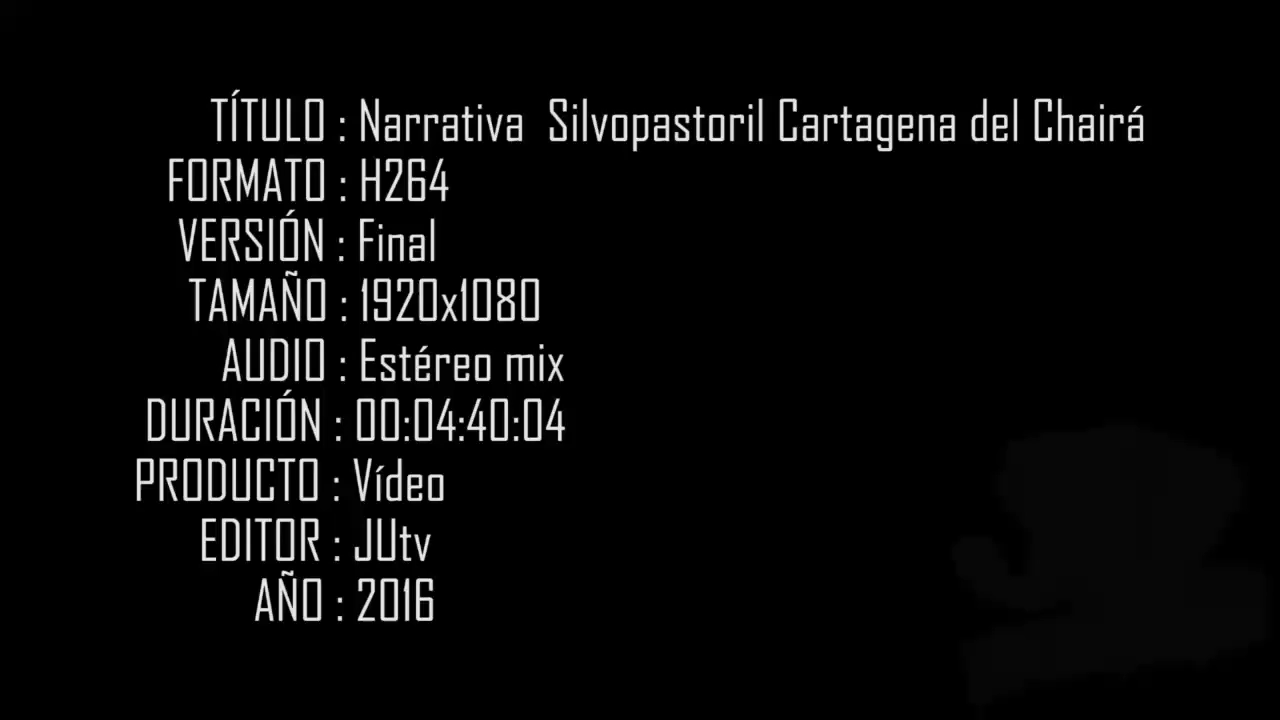 TÍTULO : Narrativa Silvopastoril Cartagena del Chairá
FORMATO : H264
VERSIÓN : Final
TAMAÑO : 1920x1080
AUDIO : Estéreo mix
DURACIÓN : 00:04:40:04
PRODUCTO : Vídeo
EDITOR : JUtv
AÑO : 2016